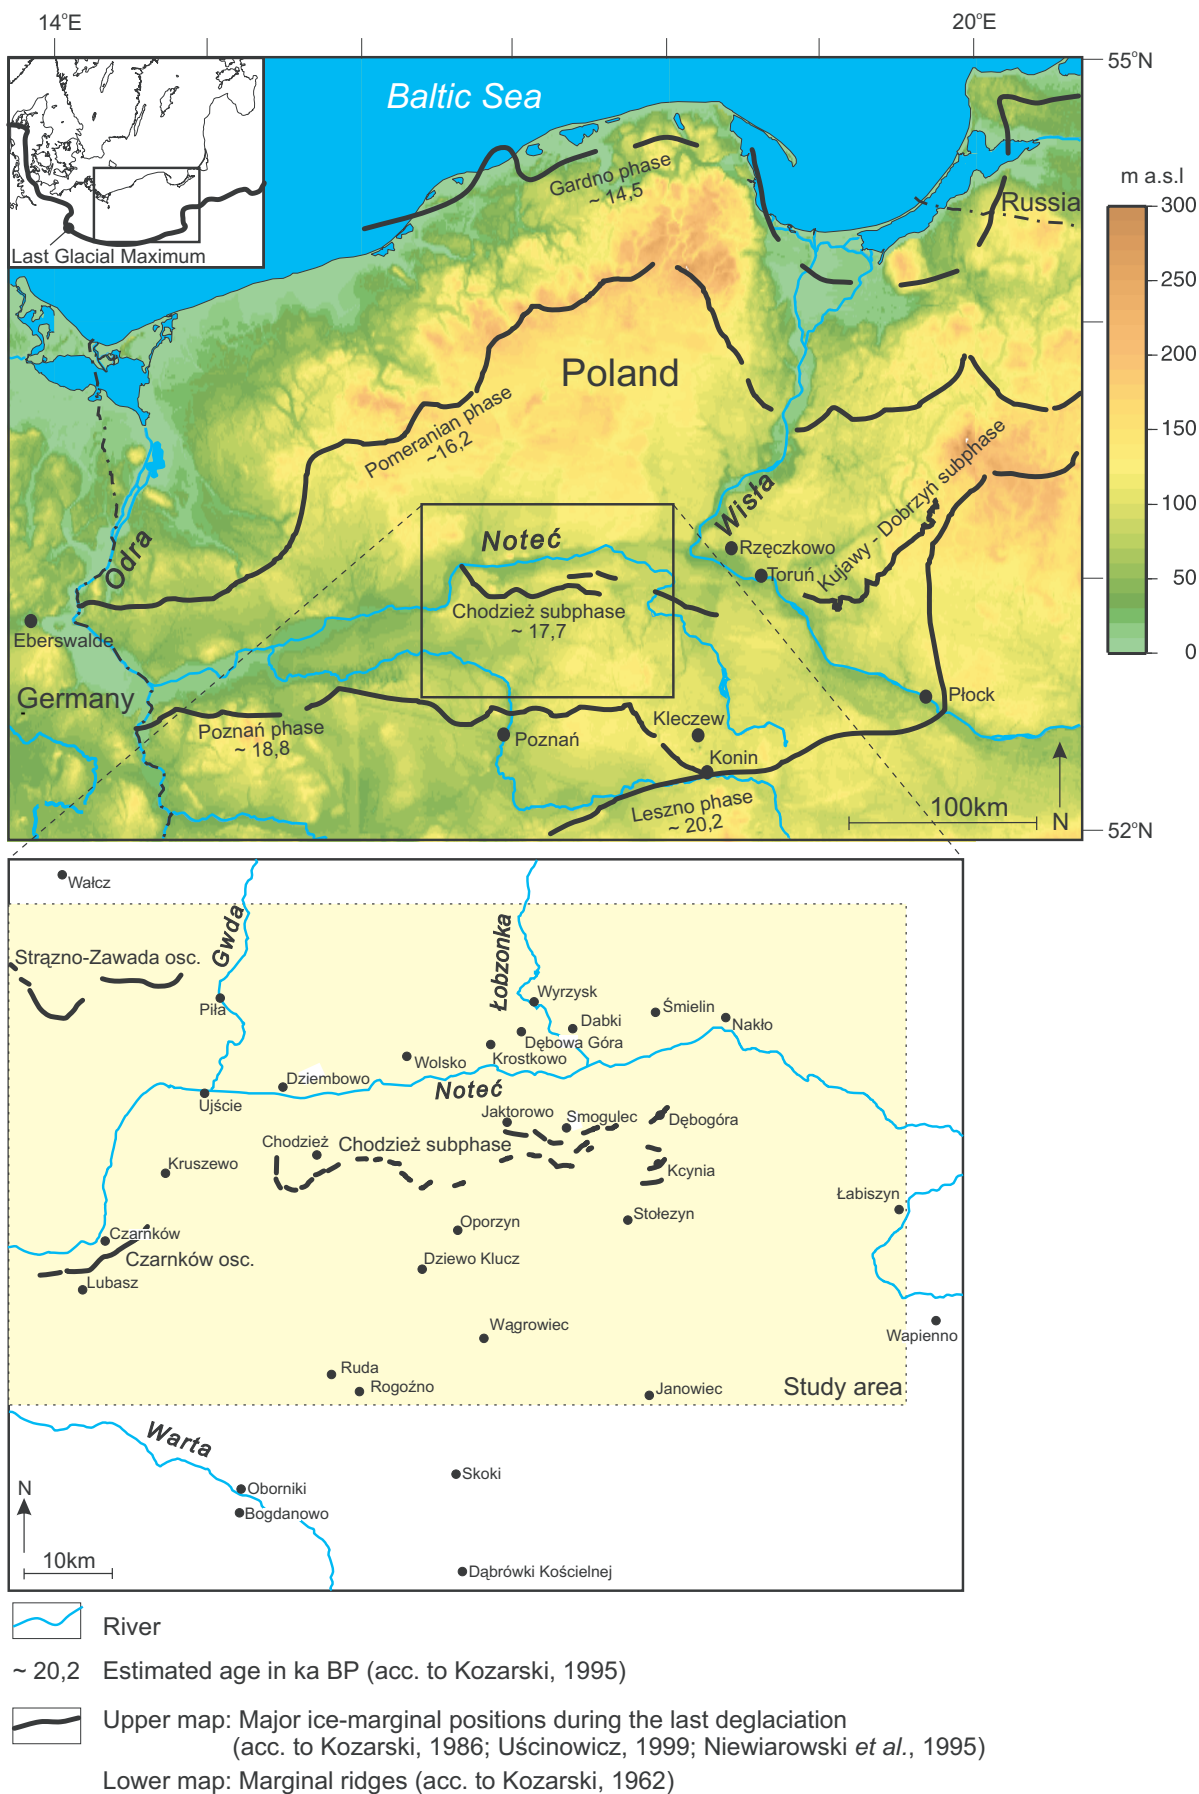 14°E
20°E
55°N
Baltic Sea
Last Glacial Maximum
Gardno phase
~ 14,5
Russia
m a.s.l
300
250
200
150
100
50
0
Poland
Pomeranian phase
~16,2
Odra
Noteć
Wisła
Rzęczkowo
Toruń
Kujawy - Dobrzyń subphase
Chodzież subphase
~ 17,7
Eberswalde
Germany
Poznań phase
~ 18,8
Płock
Kleczew
Poznań
Konin
Leszno phase
~ 20,2
100km
N
52°N
Wałcz
Strązno-Zawada osc.
Gwda
Łobzonka
Piła
Wyrzysk
Śmielin
Dabki
Nakło
Dębowa Góra
Krostkowo
Wolsko
Dziembowo
Noteć
Ujście
Jaktorowo
Smogulec
Dębogóra
Chodzież
Chodzież subphase
Kruszewo
Kcynia
Łabiszyn
Stołezyn
Oporzyn
Czarnków
Czarnków osc.
Dziewo Klucz
Lubasz
Wągrowiec
Wapienno
Ruda
Rogoźno
Janowiec
Study area
Warta
Skoki
N
Oborniki
Bogdanowo
10km
Dąbrówki Kościelnej
River
~ 20,2 Estimated age in ka BP (acc. to Kozarski, 1995)
Upper map: Major ice-marginal positions during the last deglaciation
(acc. to Kozarski, 1986; Uścinowicz, 1999; Niewiarowski et al., 1995)
Lower map: Marginal ridges (acc. to Kozarski, 1962)